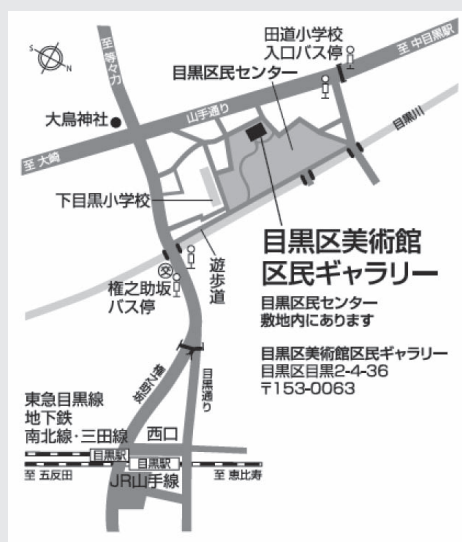 至 等々力
田道小学校
入口バス停
至 中目黒駅
目黒区民センター
S
N
大鳥神社
山手通り
目黒川
至 大崎
下目黒小学校
目黒区美術館
区民ギャラリー
遊歩道
目黒区民センター
敷地内にあります
権之助坂
バス停
目黒区美術館区民ギャラリー
目黒区目黒2-4-36
〒153-0063
権之助坂
目黒通り
東急目黒線
地下鉄
南北線・三田線
西口
目黒駅
目黒駅
至 五反田
JR山手線
至 恵比寿